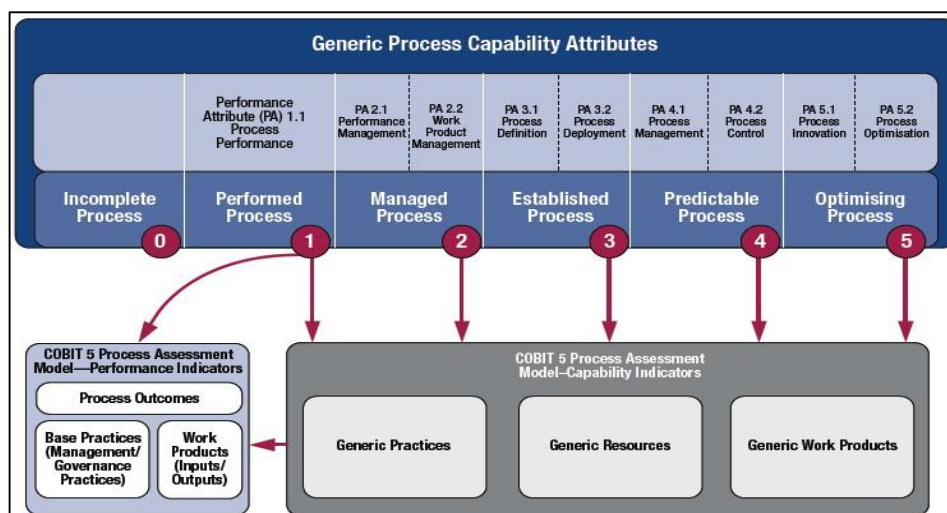 Generic Process Capability Attributes
Performance
Attribute (PA) 1.1
Process
Performance
PA 2.1
Performance
Management
PA 2.2
Work
Product
Management
PA 3.1
Process
Definition
PA 3.2
Process
Deployment
PA 4.1
Process
Management
PA 4.2
Process
Control
PA 5.1
Process
Innovation
PA 5.2
Process
Optimisation
Incomplete
Process
0
Performed
Process
1
Managed
Process
2
Established
Process
3
Predictable
Process
4
Optimising
Process
5
COBIT 5 Process Assessment
Model—Performance Indicators
Process Outcomes
Base Practices
(Management/
Governance
Practices)
Work
Products
(Inputs/
Outputs)
COBIT 5 Process Assessment
Model–Capability Indicators
Generic Practices
Generic Resources
Generic Work Products